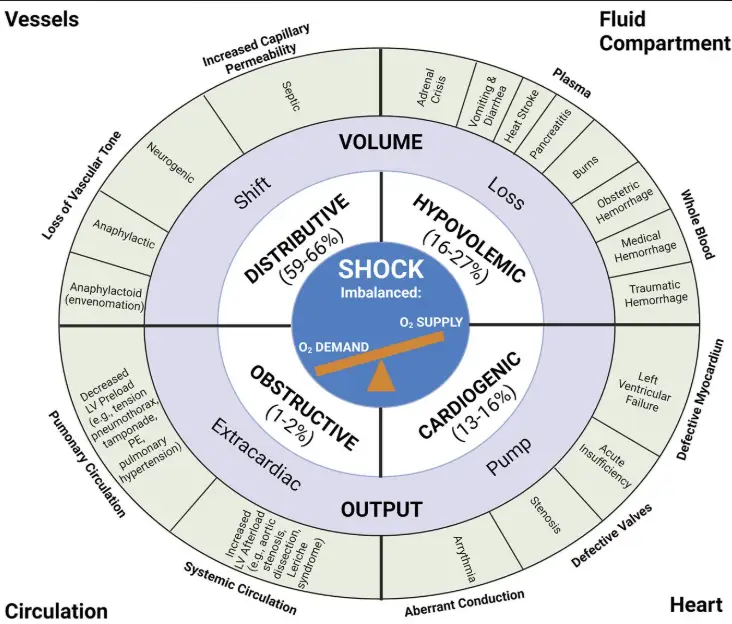 Vessels
Fluid
Compartment
Increased Capillary
Permeability
Septic
Loss of Vascular Tone
Neurogenic
Anaphylactic
Anaphylactoid
(envenomation)
Adrenal
Crisis
Vomiting &
Diarrhea
Heat Stroke
Pancreatitis
Plasma
Burns
Obstetric
Hemorrhage
Medical
Hemorrhage
Traumatic
Hemorrhage
Whole Blood
VOLUME
Shift
Loss
DISTRIBUTIVE
(59-66%)
HYPOVOLEMIC
(16-27%)
SHOCK
Imbalanced:
O₂ SUPPLY
O₂ DEMAND
OBSTRUCTIVE
(1-2%)
CARDIOGENIC
(13-16%)
Extracardiac
Pump
OUTPUT
Decreased
LV Preload
(e.g., tension
pneumothorax,
tamponade,
PE,
pulmonary
hypertension)
Pumonary Circulation
Increased
LV Afterload
(e.g., aortic
stenosis,
dissection,
Leriche
syndrome)
Systemic Circulation
Left
Ventricular
Failure
Defective Myocardiun
Acute
Insufficiency
Stenosis
Defective Valves
Arrythmia
Aberrant Conduction
Circulation
Heart